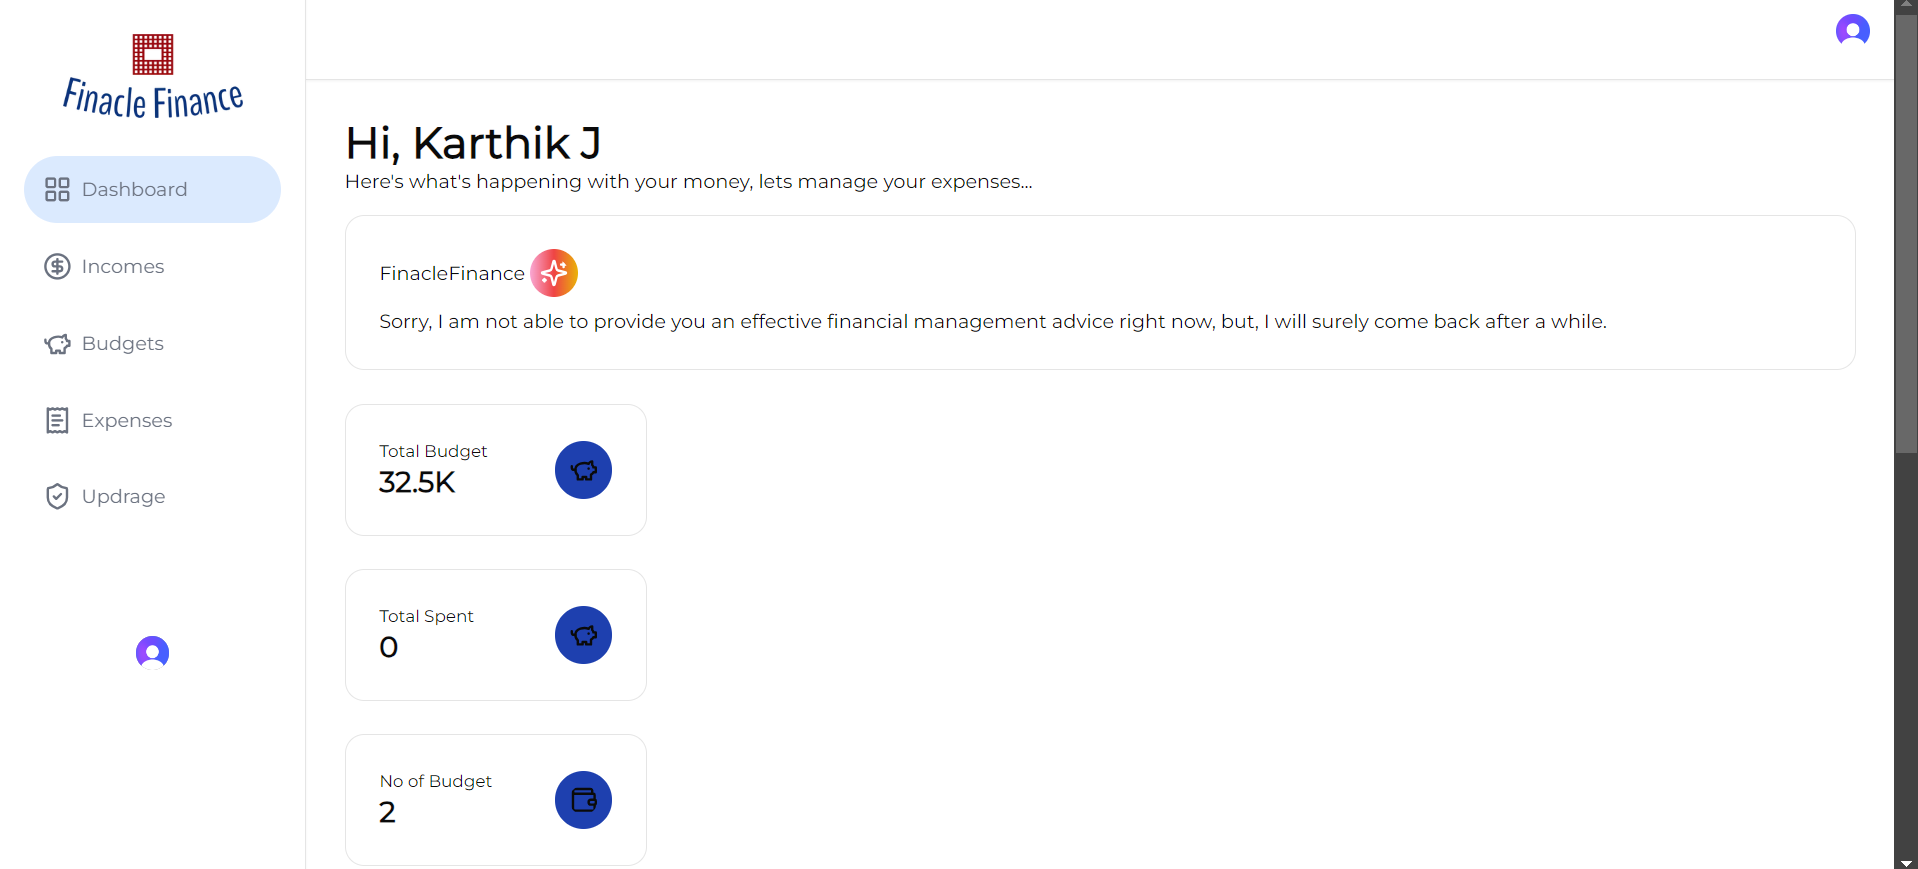 Finacle Finance
Dashboard
Incomes
Budgets
Expenses
Updrage
Hi, Karthik J
Here's what's happening with your money, lets manage your expenses...
FinacleFinance
Sorry, I am not able to provide you an effective financial management advice right now, but, I will surely come back after a while.
Total Budget
32.5K
Total Spent
0
No of Budget
2